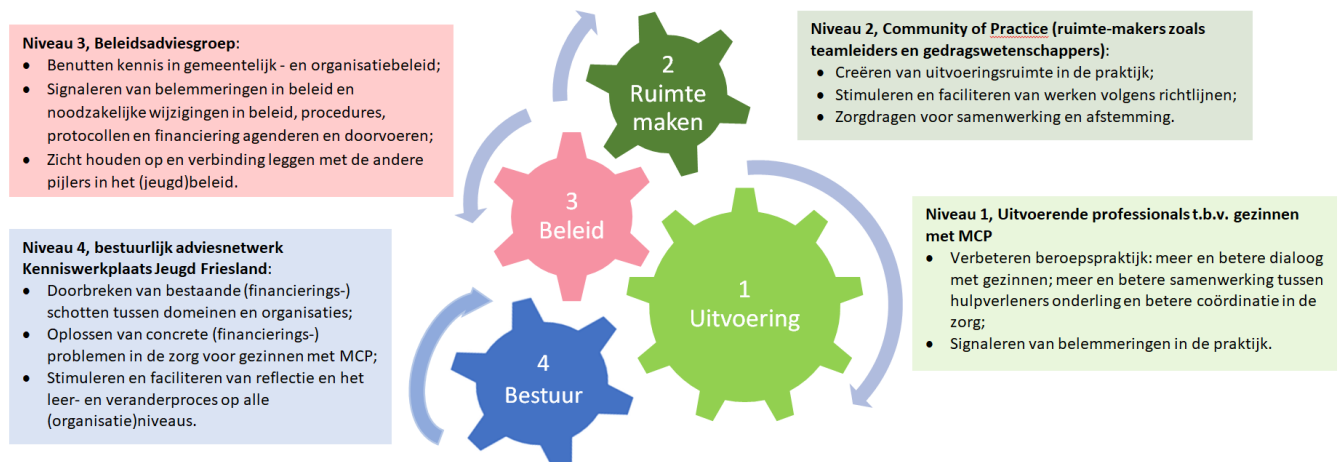 Niveau 3, Beleidsadviesgroep:
• Benutten kennis in gemeentelijk - en organisatiebeleid;
• Signaleren van belemmeringen in beleid en
noodzakelijke wijzigingen in beleid, procedures,
protocollen en financiering agenderen en doorvoeren;
• Zicht houden op en verbinding leggen met de andere
pijlers in het (jeugd)beleid.
2
Ruimte
maken
Niveau 2, Community of Practice (ruimte-makers zoals
teamleiders en gedragswetenschappers):
• Creëren van uitvoeringsruimte in de praktijk;
• Stimuleren en faciliteren van werken volgens richtlijnen;
• Zorgdragen voor samenwerking en afstemming.
3
Beleid
Niveau 4, bestuurlijk adviesnetwerk
Kenniswerkplaats Jeugd Friesland:
• Doorbreken van bestaande (financierings-)
schotten tussen domeinen en organisaties;
• Oplossen van concrete (financierings-)
problemen in de zorg voor gezinnen met MCP;
• Stimuleren en faciliteren van reflectie en het
leer- en veranderproces op alle
(organisatie)niveaus.
4
Bestuur
1
Uitvoering
Niveau 1, Uitvoerende professionals t.b.v. gezinnen
met MCP
• Verbeteren beroepspraktijk: meer en betere dialoog
met gezinnen; meer en betere samenwerking tussen
hulpverleners onderling en betere coördinatie in de
zorg;
• Signaleren van belemmeringen in de praktijk.